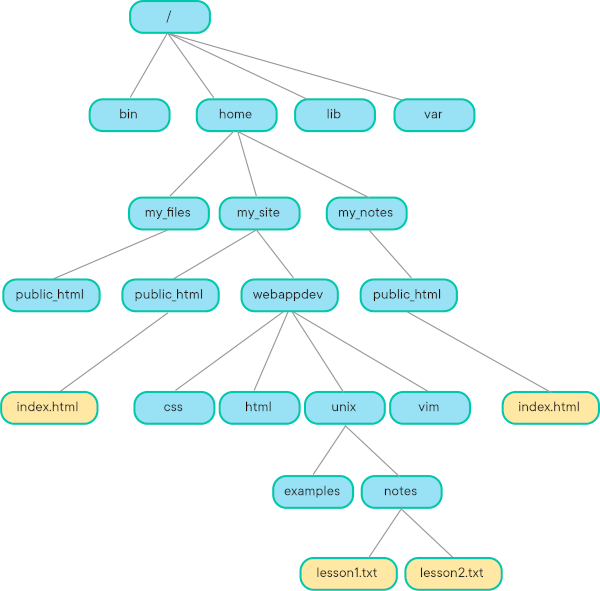 /
bin
home
lib
var
my_files
my_site
my_notes
public_html
public_html
webappdev
public_html
index.html
css
html
unix
vim
index.html
examples
notes
lesson1.txt
lesson2.txt